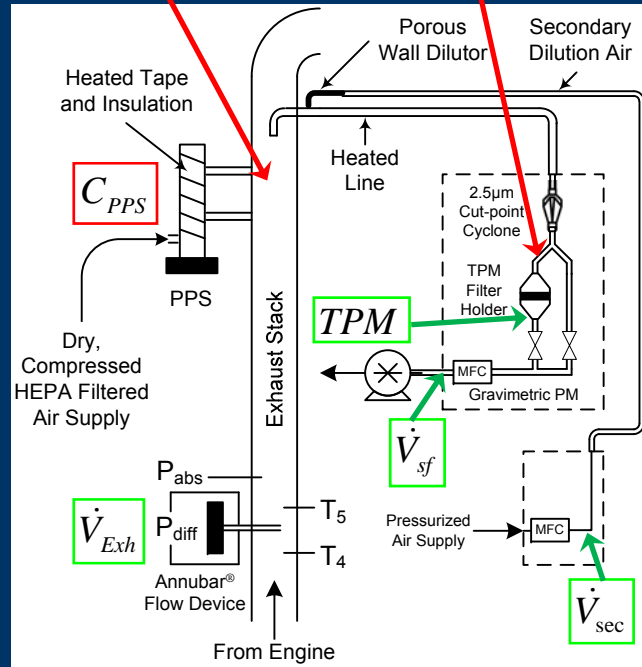 Porous
Wall Dilutor
Secondary
Dilution Air
Heated Tape
and Insulation
Heated
Line
C_PPS
2.5µm
Cut-point
Cyclone
TPM
Filter
Holder
PPS
TPM
Exhaust Stack
Dry,
Compressed
HEPA Filtered
Air Supply
MFC
Gravimetric PM
V̇_sf
P_abs
V̇_Exh
P_diff
T_5
T_4
Pressurized
Air Supply
MFC
Annubar®
Flow Device
V̇_sec
From Engine